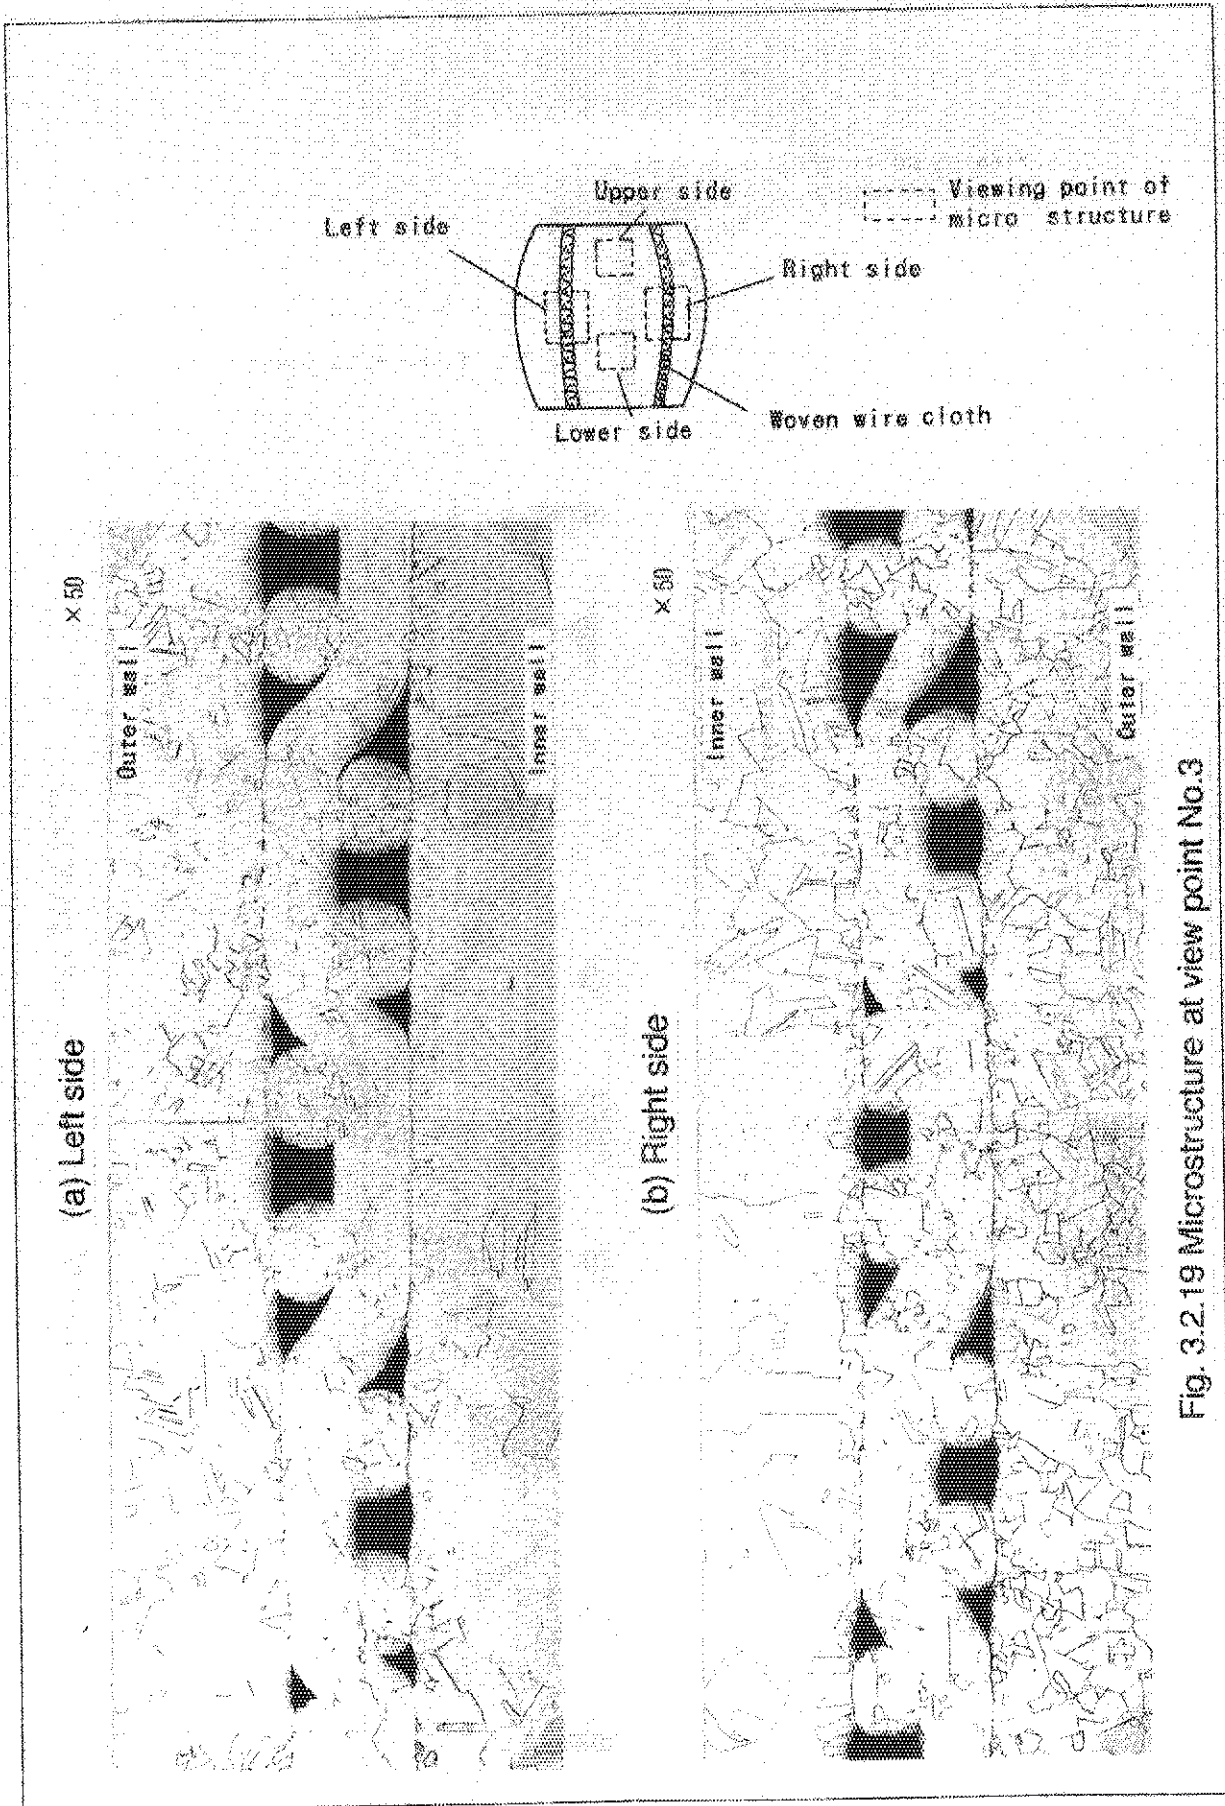 Upper side
Left side
Viewing point of
micro structure
Right side
Woven wire cloth
Lower side
(a) Left side
× 50
Outer wall
Inner wall
(b) Right side
× 50
Inner wall
Outer wall
Fig. 3.2.19 Microstructure at view point No.3